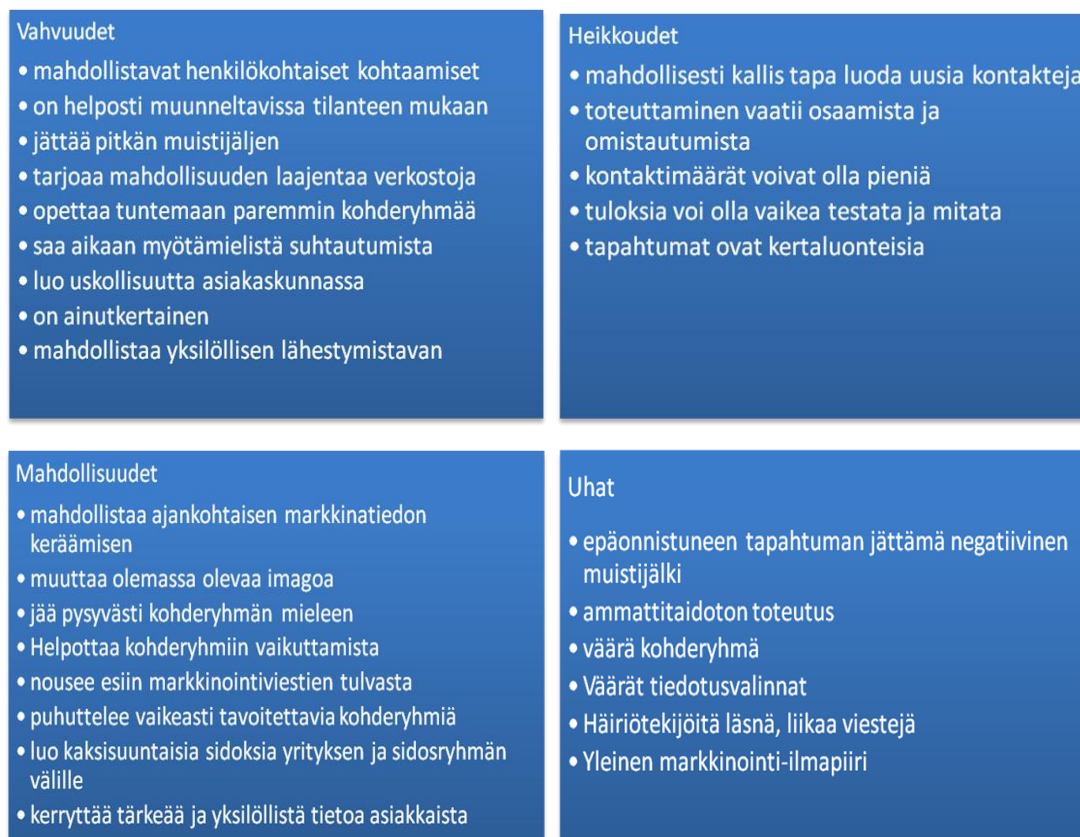 Vahvuudet
• mahdollistavat henkilökohtaiset kohtaamiset
• on helposti muunneltavissa tilanteen mukaan
• jättää pitkän muistijäljen
• tarjoaa mahdollisuuden laajentaa verkostoja
• opettaa tuntemaan paremmin kohderyhmää
• saa aikaan myötämielistä suhtautumista
• luo uskollisuutta asiakaskunnassa
• on ainutkertainen
• mahdollistaa yksilöllisen lähestymistavan
Heikkoudet
• mahdollisesti kallis tapa luoda uusia kontakteja
• toteuttaminen vaatii osaamista ja
omistautumista
• kontaktimäärät voivat olla pieniä
• tuloksia voi olla vaikea testata ja mitata
• tapahtumat ovat kertaluonteisia
Mahdollisuudet
• mahdollistaa ajankohtaisen markkinatiedon
keräämisen
• muuttaa olemassa olevaa imagoa
• jää pysyvästi kohderyhmän mieleen
• Helpottaa kohderyhmiin vaikuttamista
• nousee esiin markkinointiviestien tulvasta
• puhuttelee vaikeasti tavoitettavia kohderyhmiä
• luo kaksisuuntaisia sidoksia yrityksen ja sidosryhmän
välille
• kerryttää tärkeää ja yksilöllistä tietoa asiakkaista
Uhat
• epäonnistuneen tapahtuman jättämä negatiivinen
muistijälki
• ammattitaidoton toteutus
• väärä kohderyhmä
• Väärät tiedotusvalinnat
• Häiriötekijöitä läsnä, liikaa viestejä
• Yleinen markkinointi-ilmapiiri